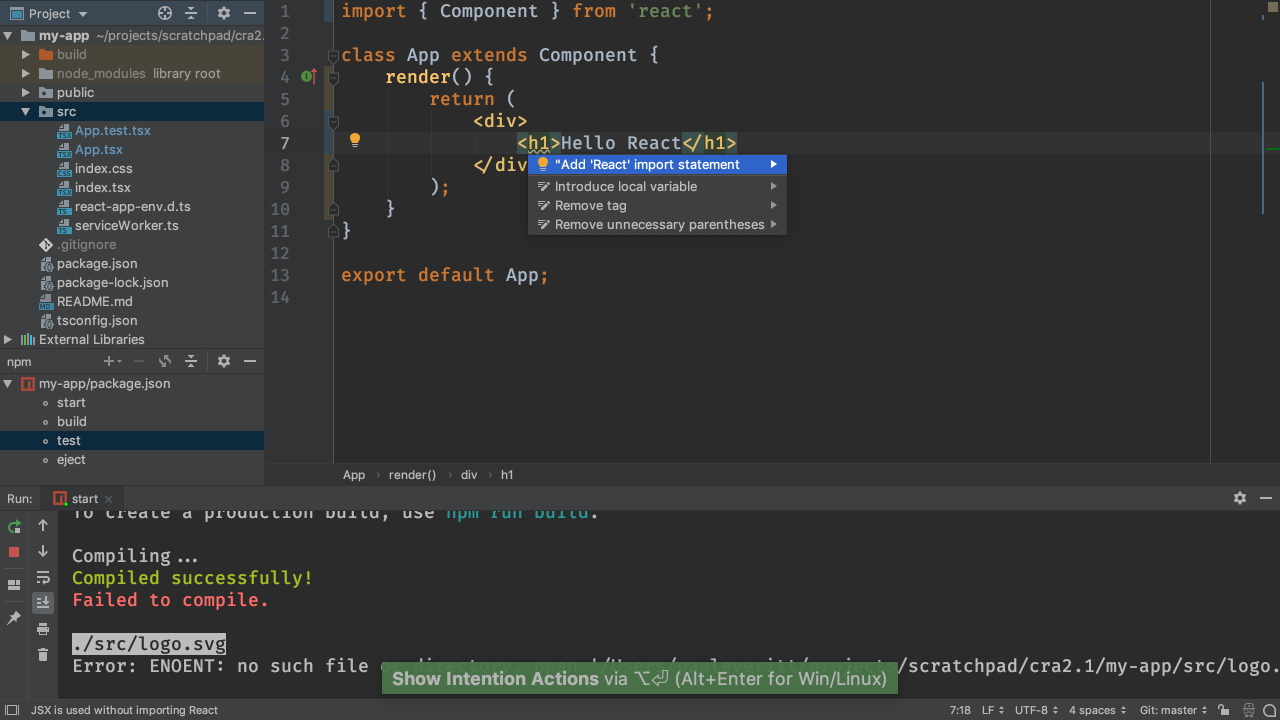 Project
my-app ~/projects/scratchpad/cra2.
build
node_modules library root
public
src
App.test.tsx
App.tsx
index.css
index.tsx
react-app-env.d.ts
serviceWorker.ts
.gitignore
package.json
package-lock.json
README.md
tsconfig.json
External Libraries
npm
my-app/package.json
start
build
test
eject
1 import { Component } from 'react';
2
3 class App extends Component {
4 render() {
5 return (
6 <div>
7 <h1>Hello React</h1>
8 </div
9 );
10 }
11 }
12
13 export default App;
14
"Add 'React' import statement
Introduce local variable
Remove tag
Remove unnecessary parentheses
App › render() › div › h1
Run: start
To create a production build, use npm run build.
Compiling...
Compiled successfully!
Failed to compile.
./src/logo.svg
Error: ENOENT: no such file or directory, open '/Users/pauleveritt/projects/scratchpad/cra2.1/my-app/src/logo.
Show Intention Actions via ⌥⏎ (Alt+Enter for Win/Linux)
JSX is used without importing React
7:18 LF UTF-8 4 spaces Git: master